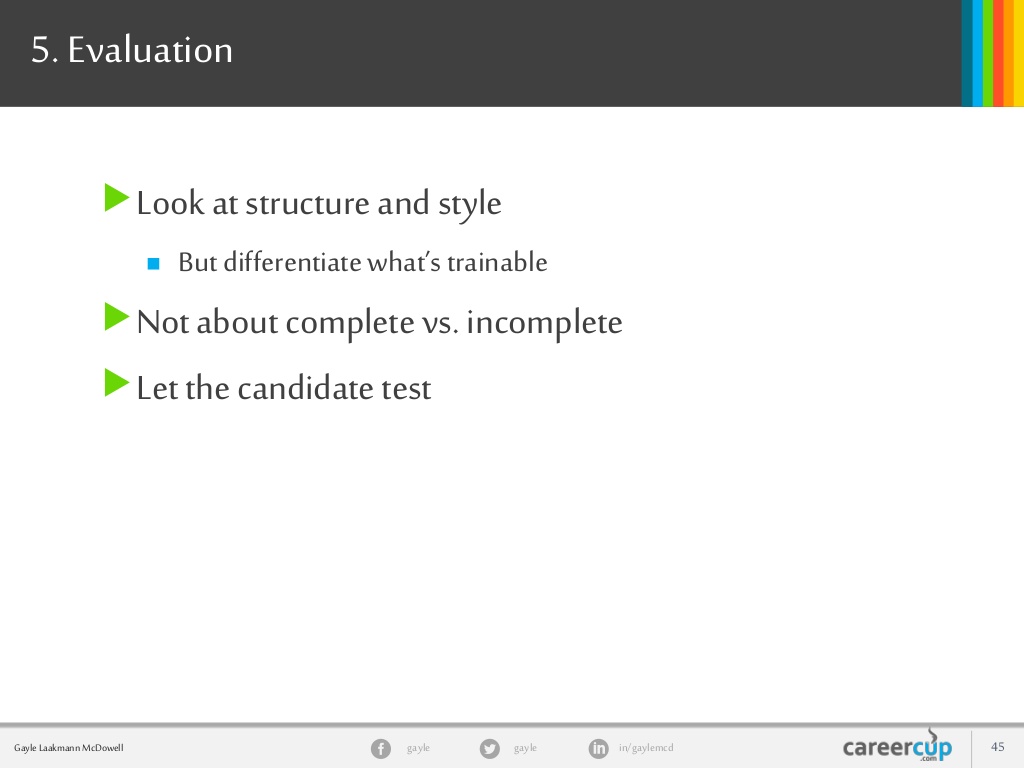 5. Evaluation
Look at structure and style
But differentiate what's trainable
Not about complete vs. incomplete
Let the candidate test
Gayle Laakmann McDowell
gayle
gayle
in/gaylemcd
careercup
.com
45